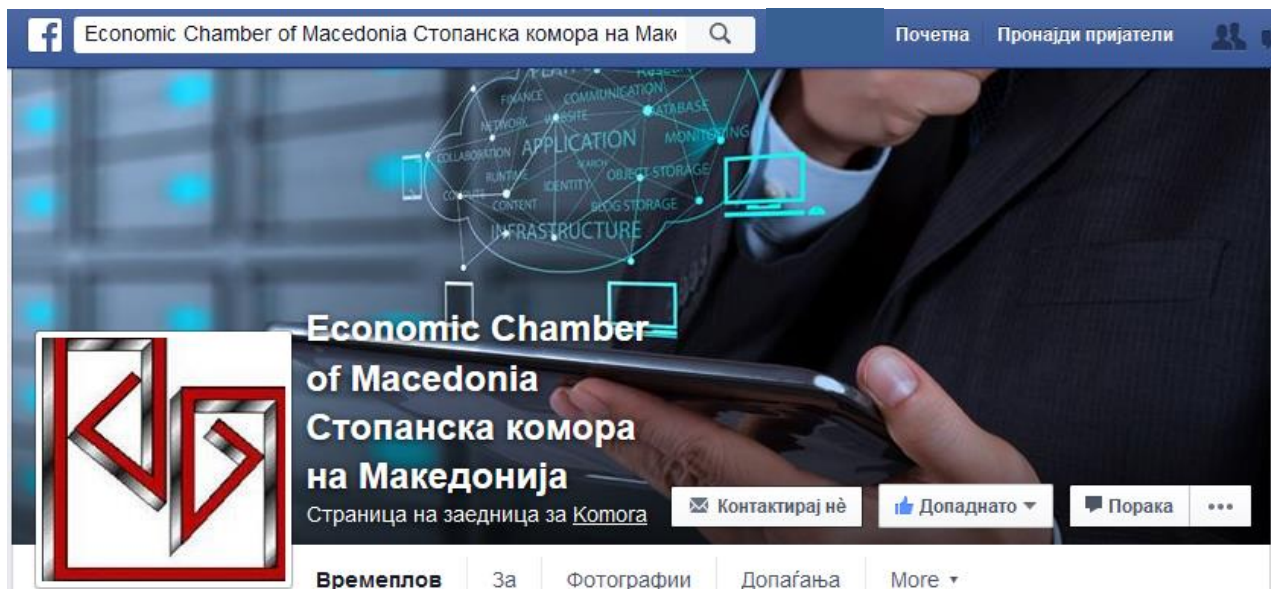 f
Economic Chamber of Macedonia Стопанска комора на Мак
Почетна Пронајди пријатели
FINANCE COMMUNICATION
NETWORK WEBSITE DATABASE
COLLABORATION APPLICATION MONITORING
SEARCH
RUNTIME IDENTITY OBJECT STORAGE
COMPUTE CONTENT BLOG STORAGE
INFRASTRUCTURE
Economic Chamber
of Macedonia
Стопанска комора
на Македонија
Страница на заедница за Komora
Контактирај нѐ Допаднато Порака
Времеплов За Фотографии Допаѓања More